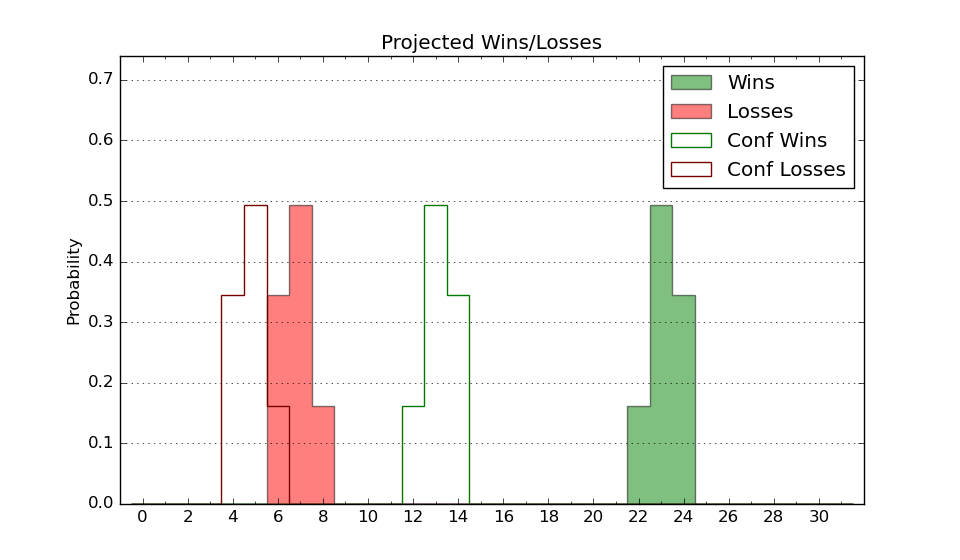 Projected Wins/Losses
0.7
0.6
0.5
0.4
0.3
0.2
0.1
0.0
Probability
Wins
Losses
Conf Wins
Conf Losses
0 2 4 6 8 10 12 14 16 18 20 22 24 26 28 30